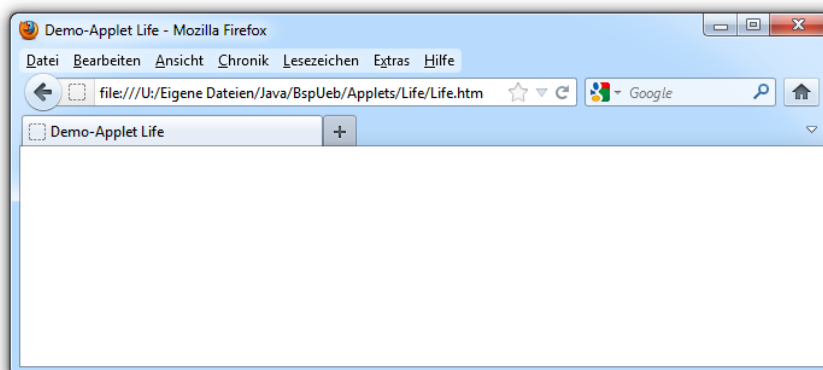 Demo-Applet Life - Mozilla Firefox
Datei Bearbeiten Ansicht Chronik Lesezeichen Extras Hilfe
file:///U:/Eigene Dateien/Java/BspUeb/Applets/Life/Life.htm Google
Demo-Applet Life